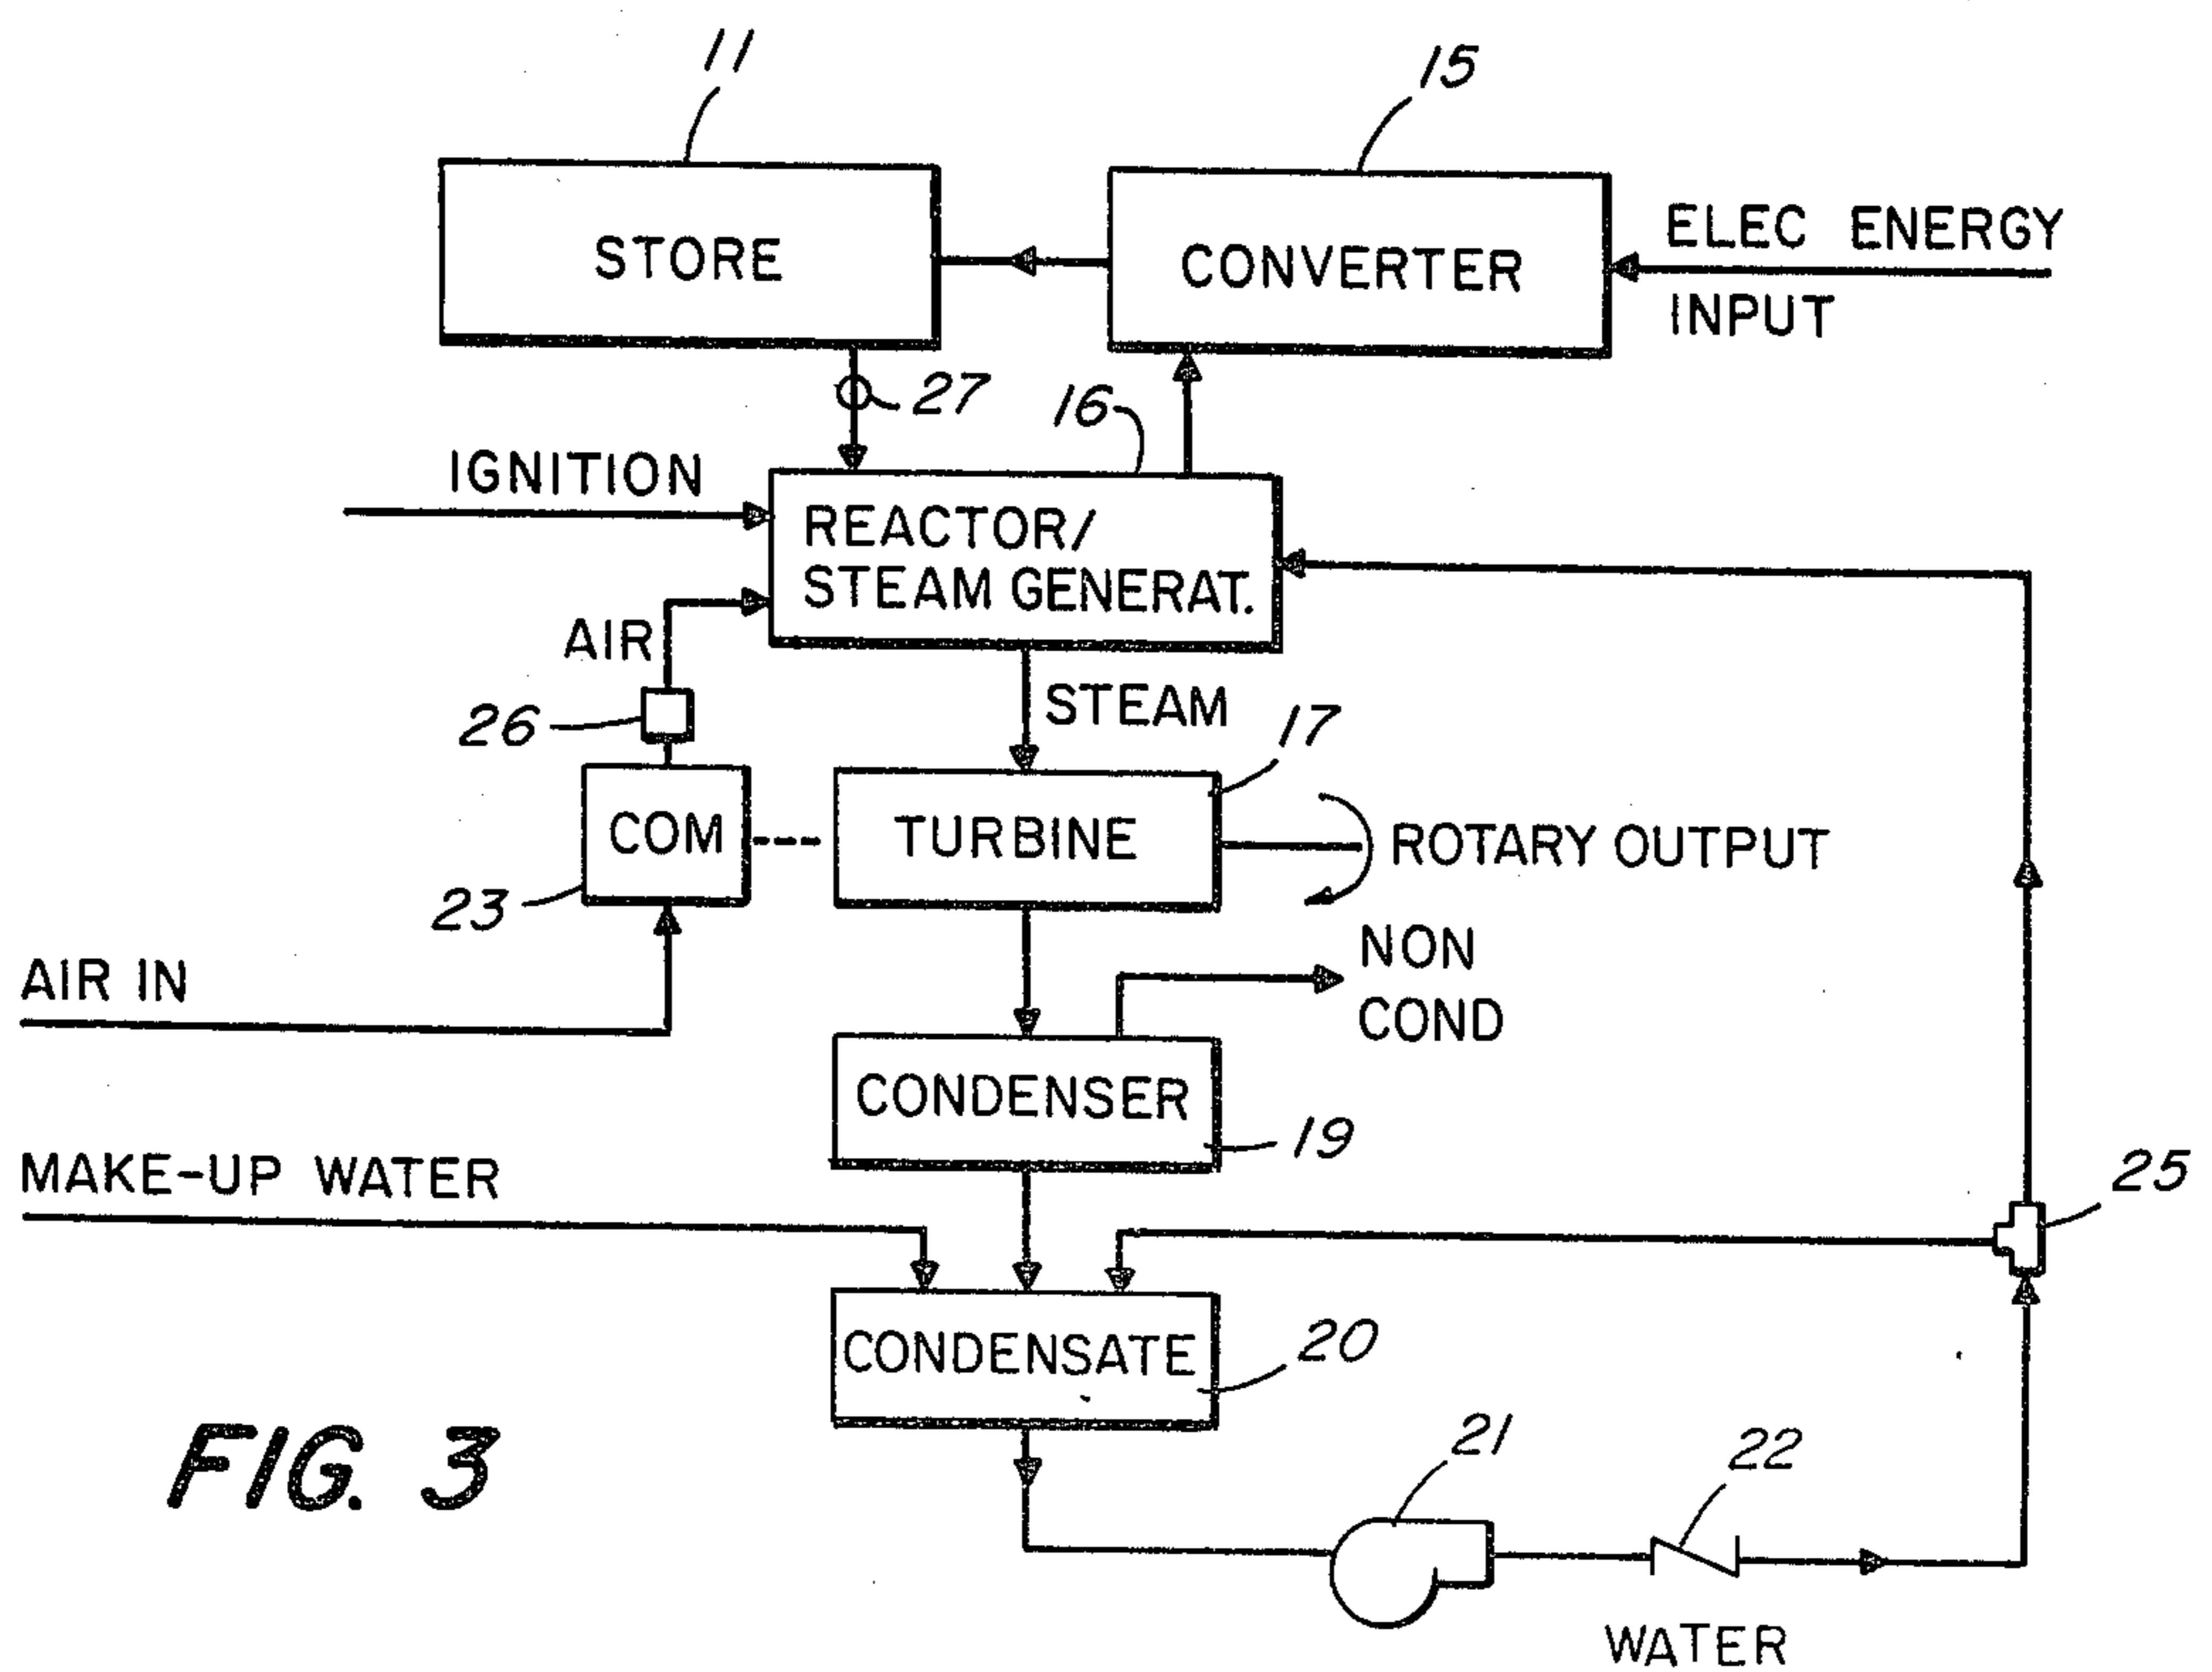 11
15
STORE
CONVERTER
ELEC ENERGY
INPUT
27
16
IGNITION
REACTOR/
STEAM GENERAT.
AIR
26
STEAM
17
COM
TURBINE
ROTARY OUTPUT
23
NON
COND
AIR IN
CONDENSER
19
MAKE-UP WATER
25
CONDENSATE
20
21
22
FIG. 3
WATER